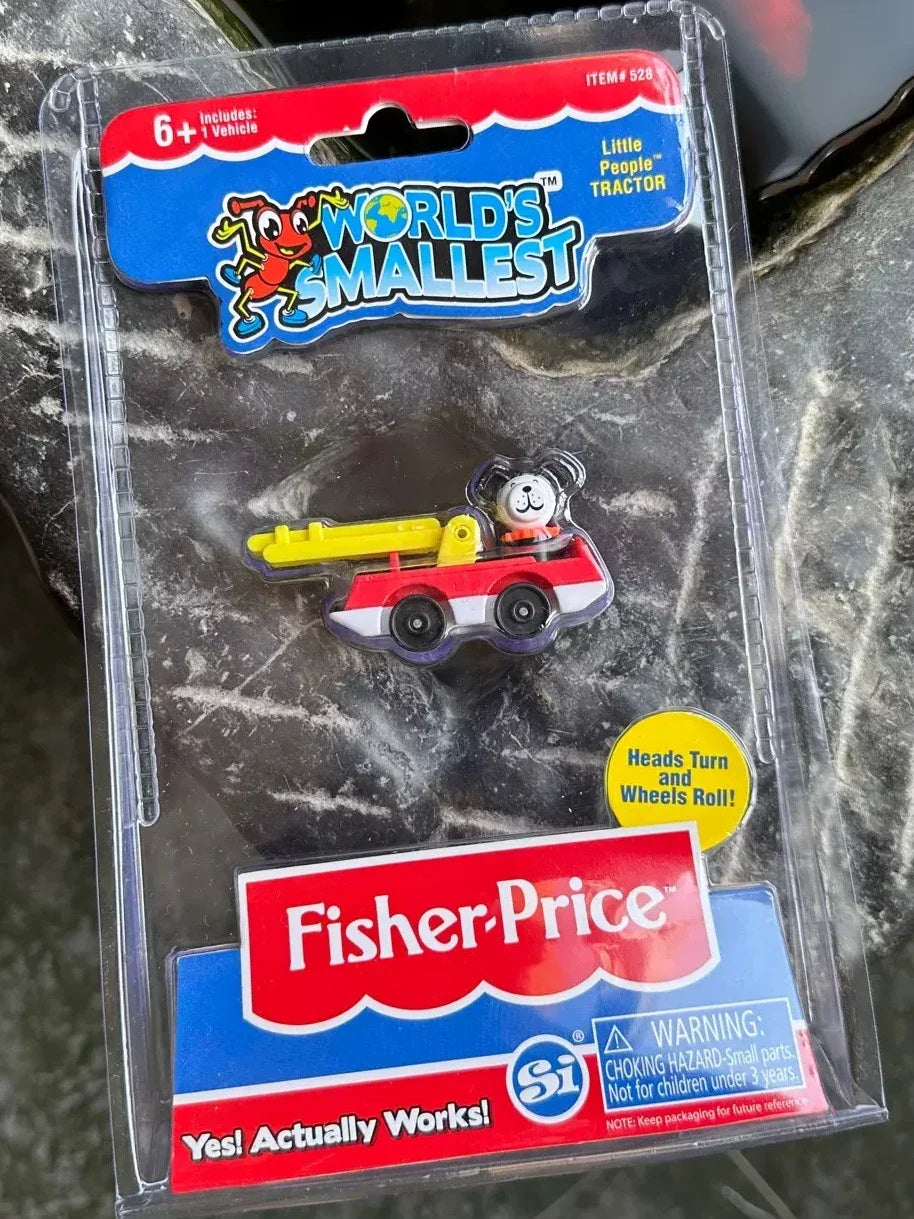 ITEM# 528
6+ Includes:
1 Vehicle
Little
People™
TRACTOR
WORLD'S™
SMALLEST
Heads Turn
and
Wheels Roll!
Fisher-Price™
Si®
WARNING:
CHOKING HAZARD-Small parts.
Not for children under 3 years.
NOTE: Keep packaging for future reference.
Yes! Actually Works!